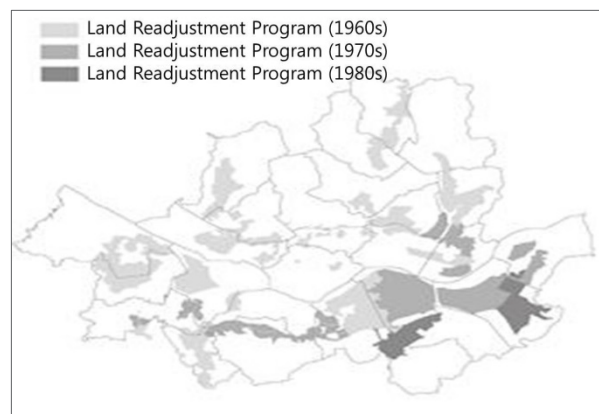 Land Readjustment Program (1960s)
Land Readjustment Program (1970s)
Land Readjustment Program (1980s)